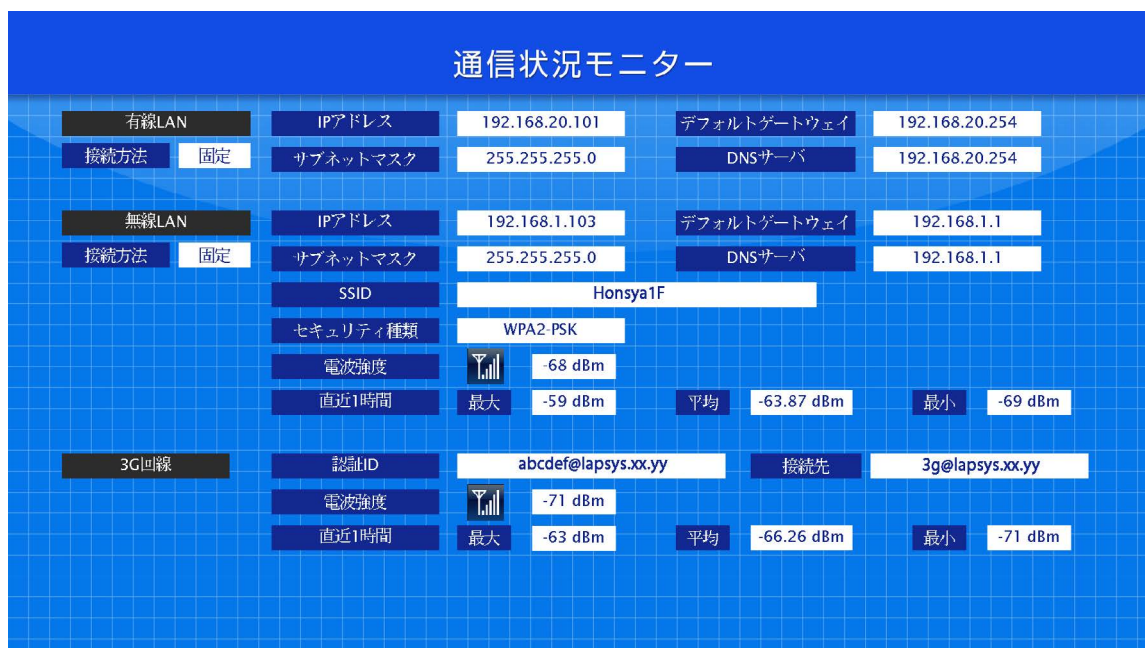 通信状況モニター
有線LAN IPアドレス 192.168.20.101 デフォルトゲートウェイ 192.168.20.254
接続方法 固定 サブネットマスク 255.255.255.0 DNSサーバ 192.168.20.254
無線LAN IPアドレス 192.168.1.103 デフォルトゲートウェイ 192.168.1.1
接続方法 固定 サブネットマスク 255.255.255.0 DNSサーバ 192.168.1.1
SSID Honsya1F
セキュリティ種類 WPA2-PSK
電波強度 -68 dBm
直近1時間 最大 -59 dBm 平均 -63.87 dBm 最小 -69 dBm
3G回線 認証ID abcdef@lapsys.xx.yy 接続先 3g@lapsys.xx.yy
電波強度 -71 dBm
直近1時間 最大 -63 dBm 平均 -66.26 dBm 最小 -71 dBm